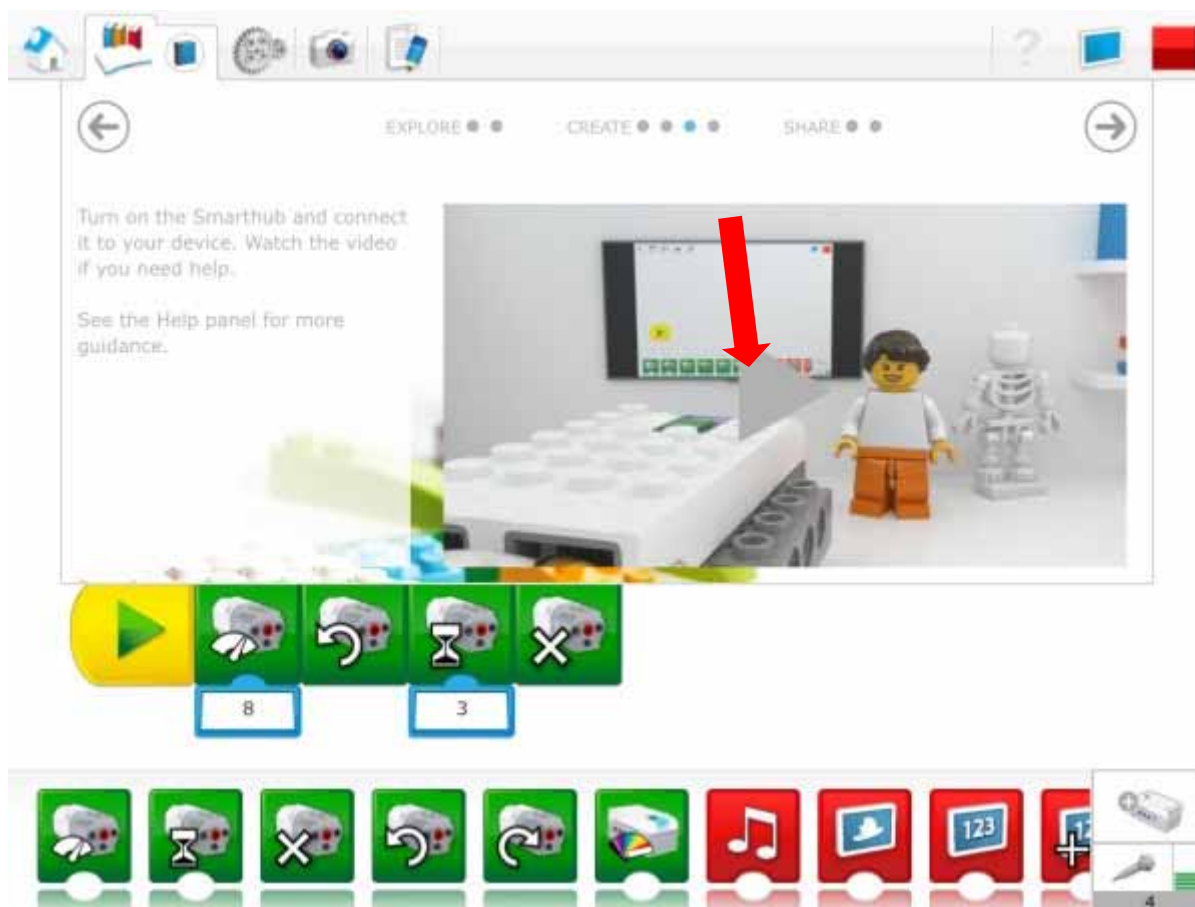 EXPLORE CREATE SHARE
Turn on the Smarthub and connect
it to your device. Watch the video
if you need help.
See the Help panel for more
guidance.
8 3
123
4